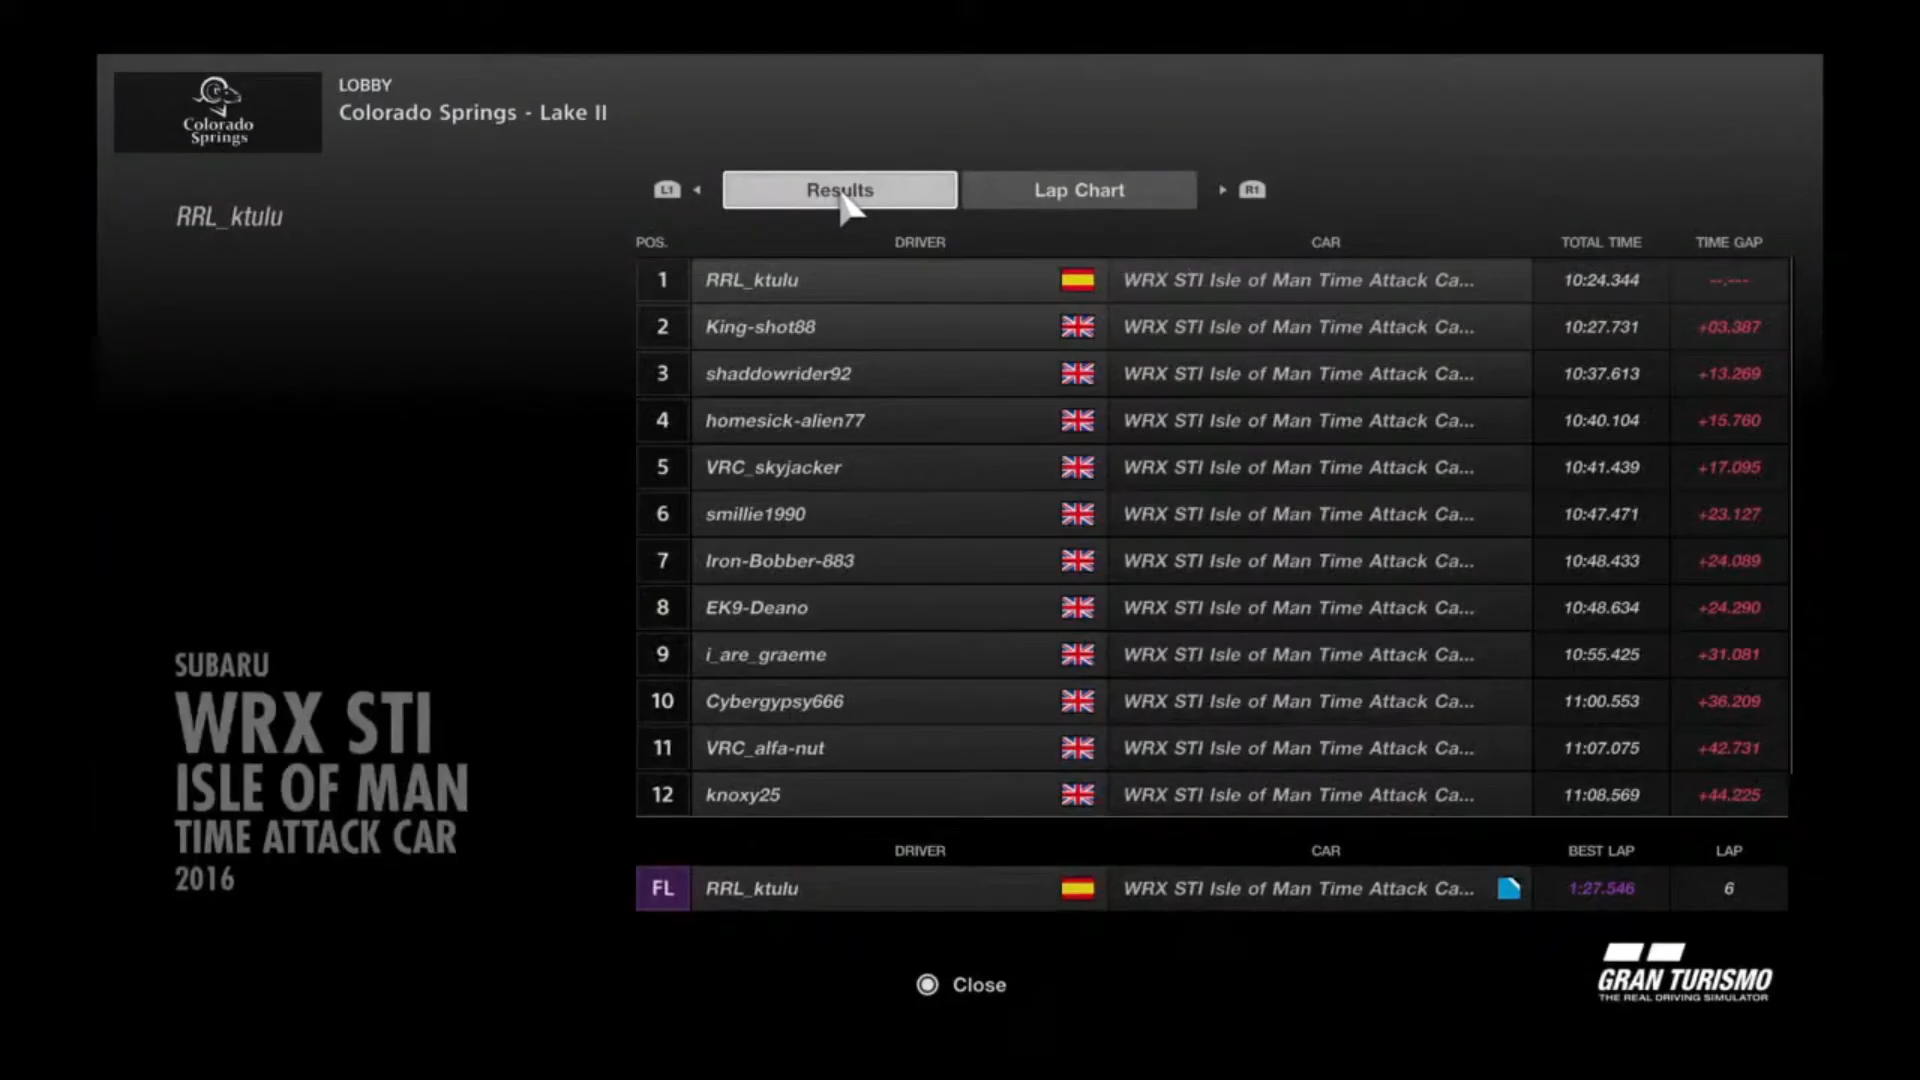 Colorado
Springs
LOBBY
Colorado Springs - Lake II
RRL_ktulu
L1 Results Lap Chart R1
POS. DRIVER CAR TOTAL TIME TIME GAP
1 RRL_ktulu WRX STI Isle of Man Time Attack Ca... 10:24.344 --.---
2 King-shot88 WRX STI Isle of Man Time Attack Ca... 10:27.731 +03.387
3 shaddowrider92 WRX STI Isle of Man Time Attack Ca... 10:37.613 +13.269
4 homesick-alien77 WRX STI Isle of Man Time Attack Ca... 10:40.104 +15.760
5 VRC_skyjacker WRX STI Isle of Man Time Attack Ca... 10:41.439 +17.095
6 smillie1990 WRX STI Isle of Man Time Attack Ca... 10:47.471 +23.127
7 Iron-Bobber-883 WRX STI Isle of Man Time Attack Ca... 10:48.433 +24.089
8 EK9-Deano WRX STI Isle of Man Time Attack Ca... 10:48.634 +24.290
9 i_are_graeme WRX STI Isle of Man Time Attack Ca... 10:55.425 +31.081
10 Cybergypsy666 WRX STI Isle of Man Time Attack Ca... 11:00.553 +36.209
11 VRC_alfa-nut WRX STI Isle of Man Time Attack Ca... 11:07.075 +42.731
12 knoxy25 WRX STI Isle of Man Time Attack Ca... 11:08.569 +44.225
SUBARU
WRX STI
ISLE OF MAN
TIME ATTACK CAR
2016
DRIVER CAR BEST LAP LAP
FL RRL_ktulu WRX STI Isle of Man Time Attack Ca... 1:27.546 6
Close
GRAN TURISMO
THE REAL DRIVING SIMULATOR